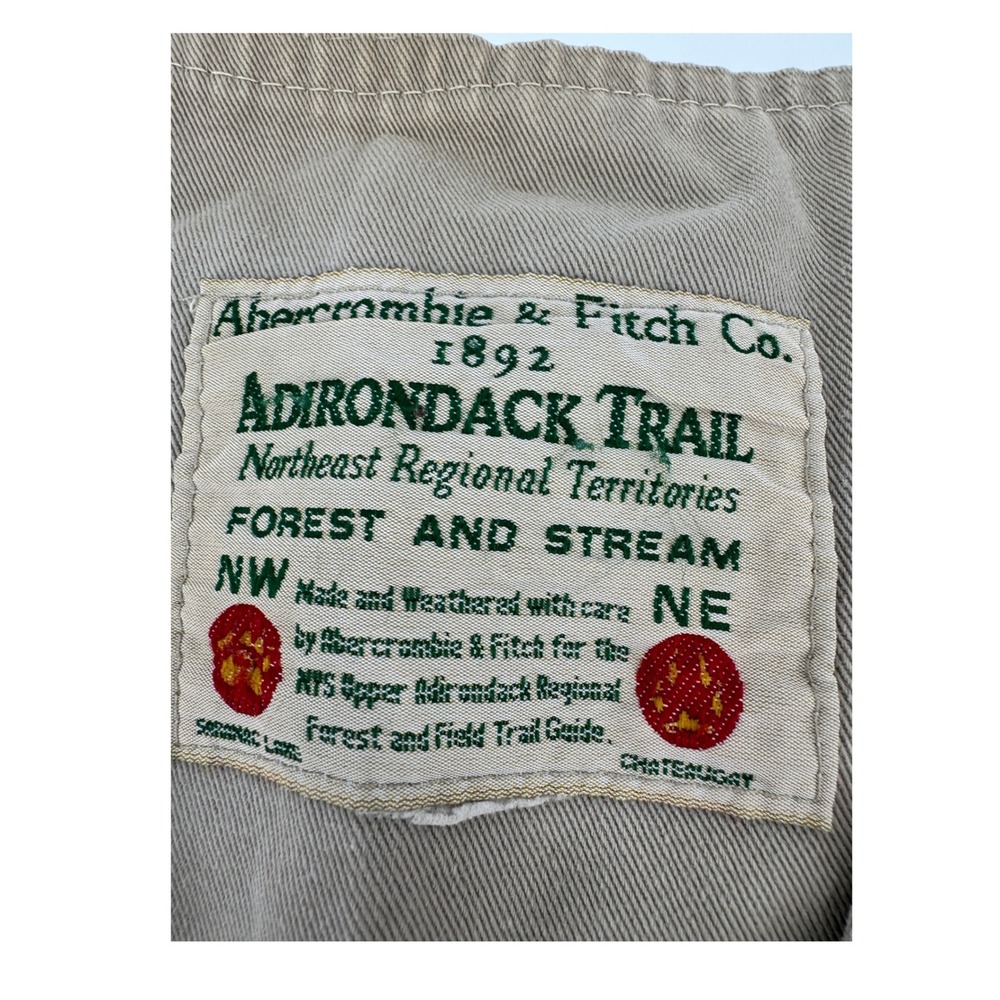 Abercrombie & Fitch Co.
1892
ADIRONDACK TRAIL
Northeast Regional Territories
FOREST AND STREAM
NW
Made and Weathered with care
by Abercrombie & Fitch for the
NYS Upper Adirondack Regional
Forest and Field Trail Guide.
NE
SARANAC LAKE
CHATEAUGAY